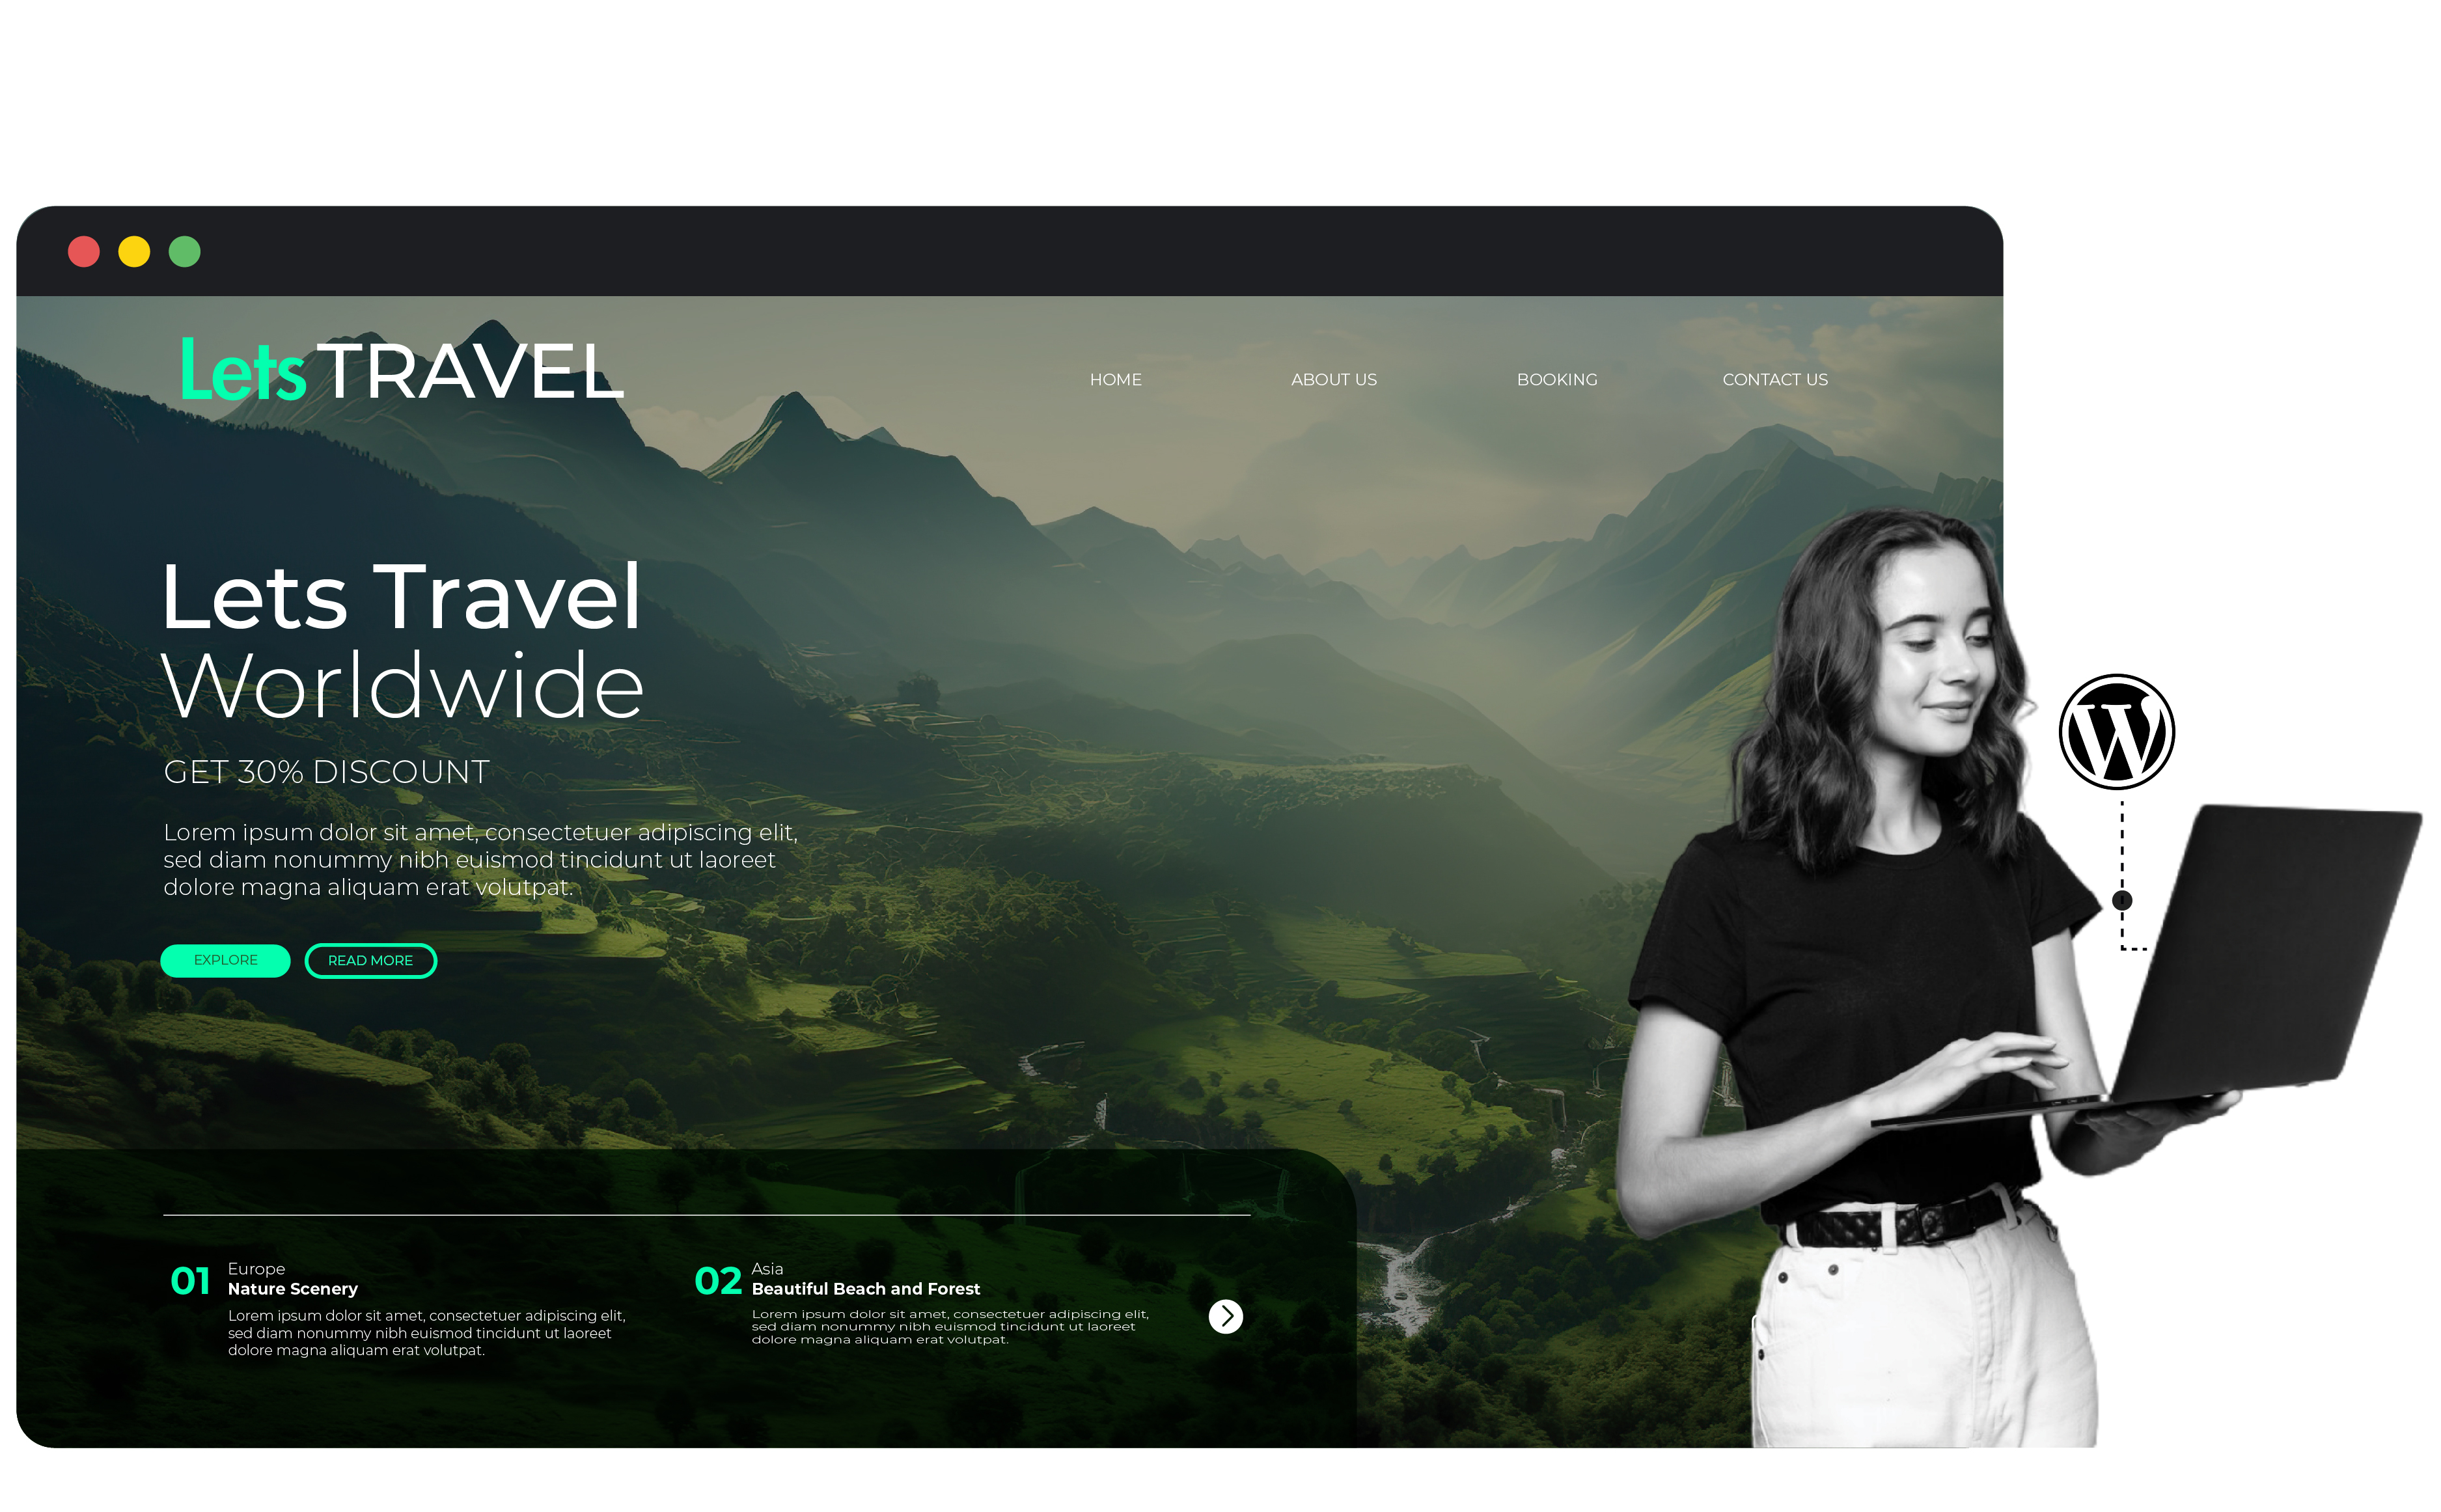 Lets TRAVEL
HOME ABOUT US BOOKING CONTACT US
Lets Travel
Worldwide
GET 30% DISCOUNT
Lorem ipsum dolor sit amet, consectetuer adipiscing elit,
sed diam nonummy nibh euismod tincidunt ut laoreet
dolore magna aliquam erat volutpat.
EXPLORE READ MORE
01 Europe
Nature Scenery
Lorem ipsum dolor sit amet, consectetuer adipiscing elit,
sed diam nonummy nibh euismod tincidunt ut laoreet
dolore magna aliquam erat volutpat.
02 Asia
Beautiful Beach and Forest
Lorem ipsum dolor sit amet, consectetuer adipiscing elit,
sed diam nonummy nibh euismod tincidunt ut laoreet
dolore magna aliquam erat volutpat.
W